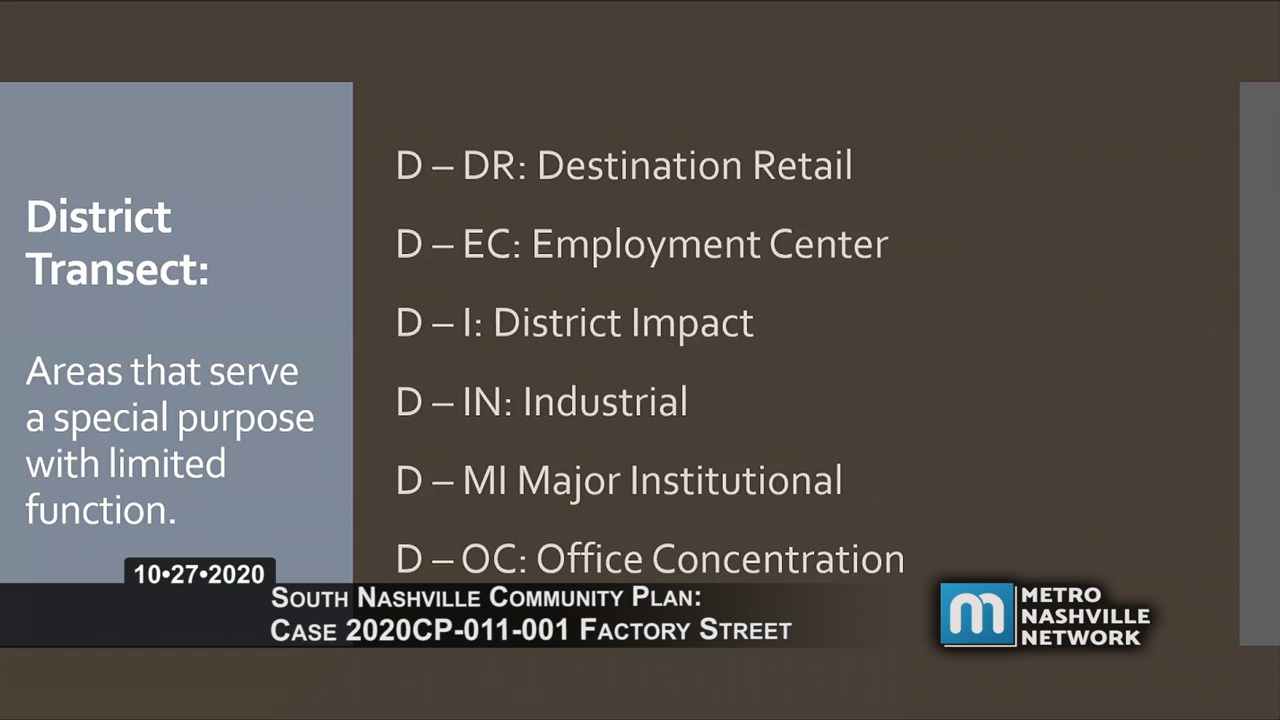 District
Transect:
Areas that serve
a special purpose
with limited
function.
D – DR: Destination Retail
D – EC: Employment Center
D – I: District Impact
D – IN: Industrial
D – MI Major Institutional
D – OC: Office Concentration
10•27•2020
South Nashville Community Plan:
Case 2020CP-011-001 Factory Street
m
METRO
NASHVILLE
NETWORK